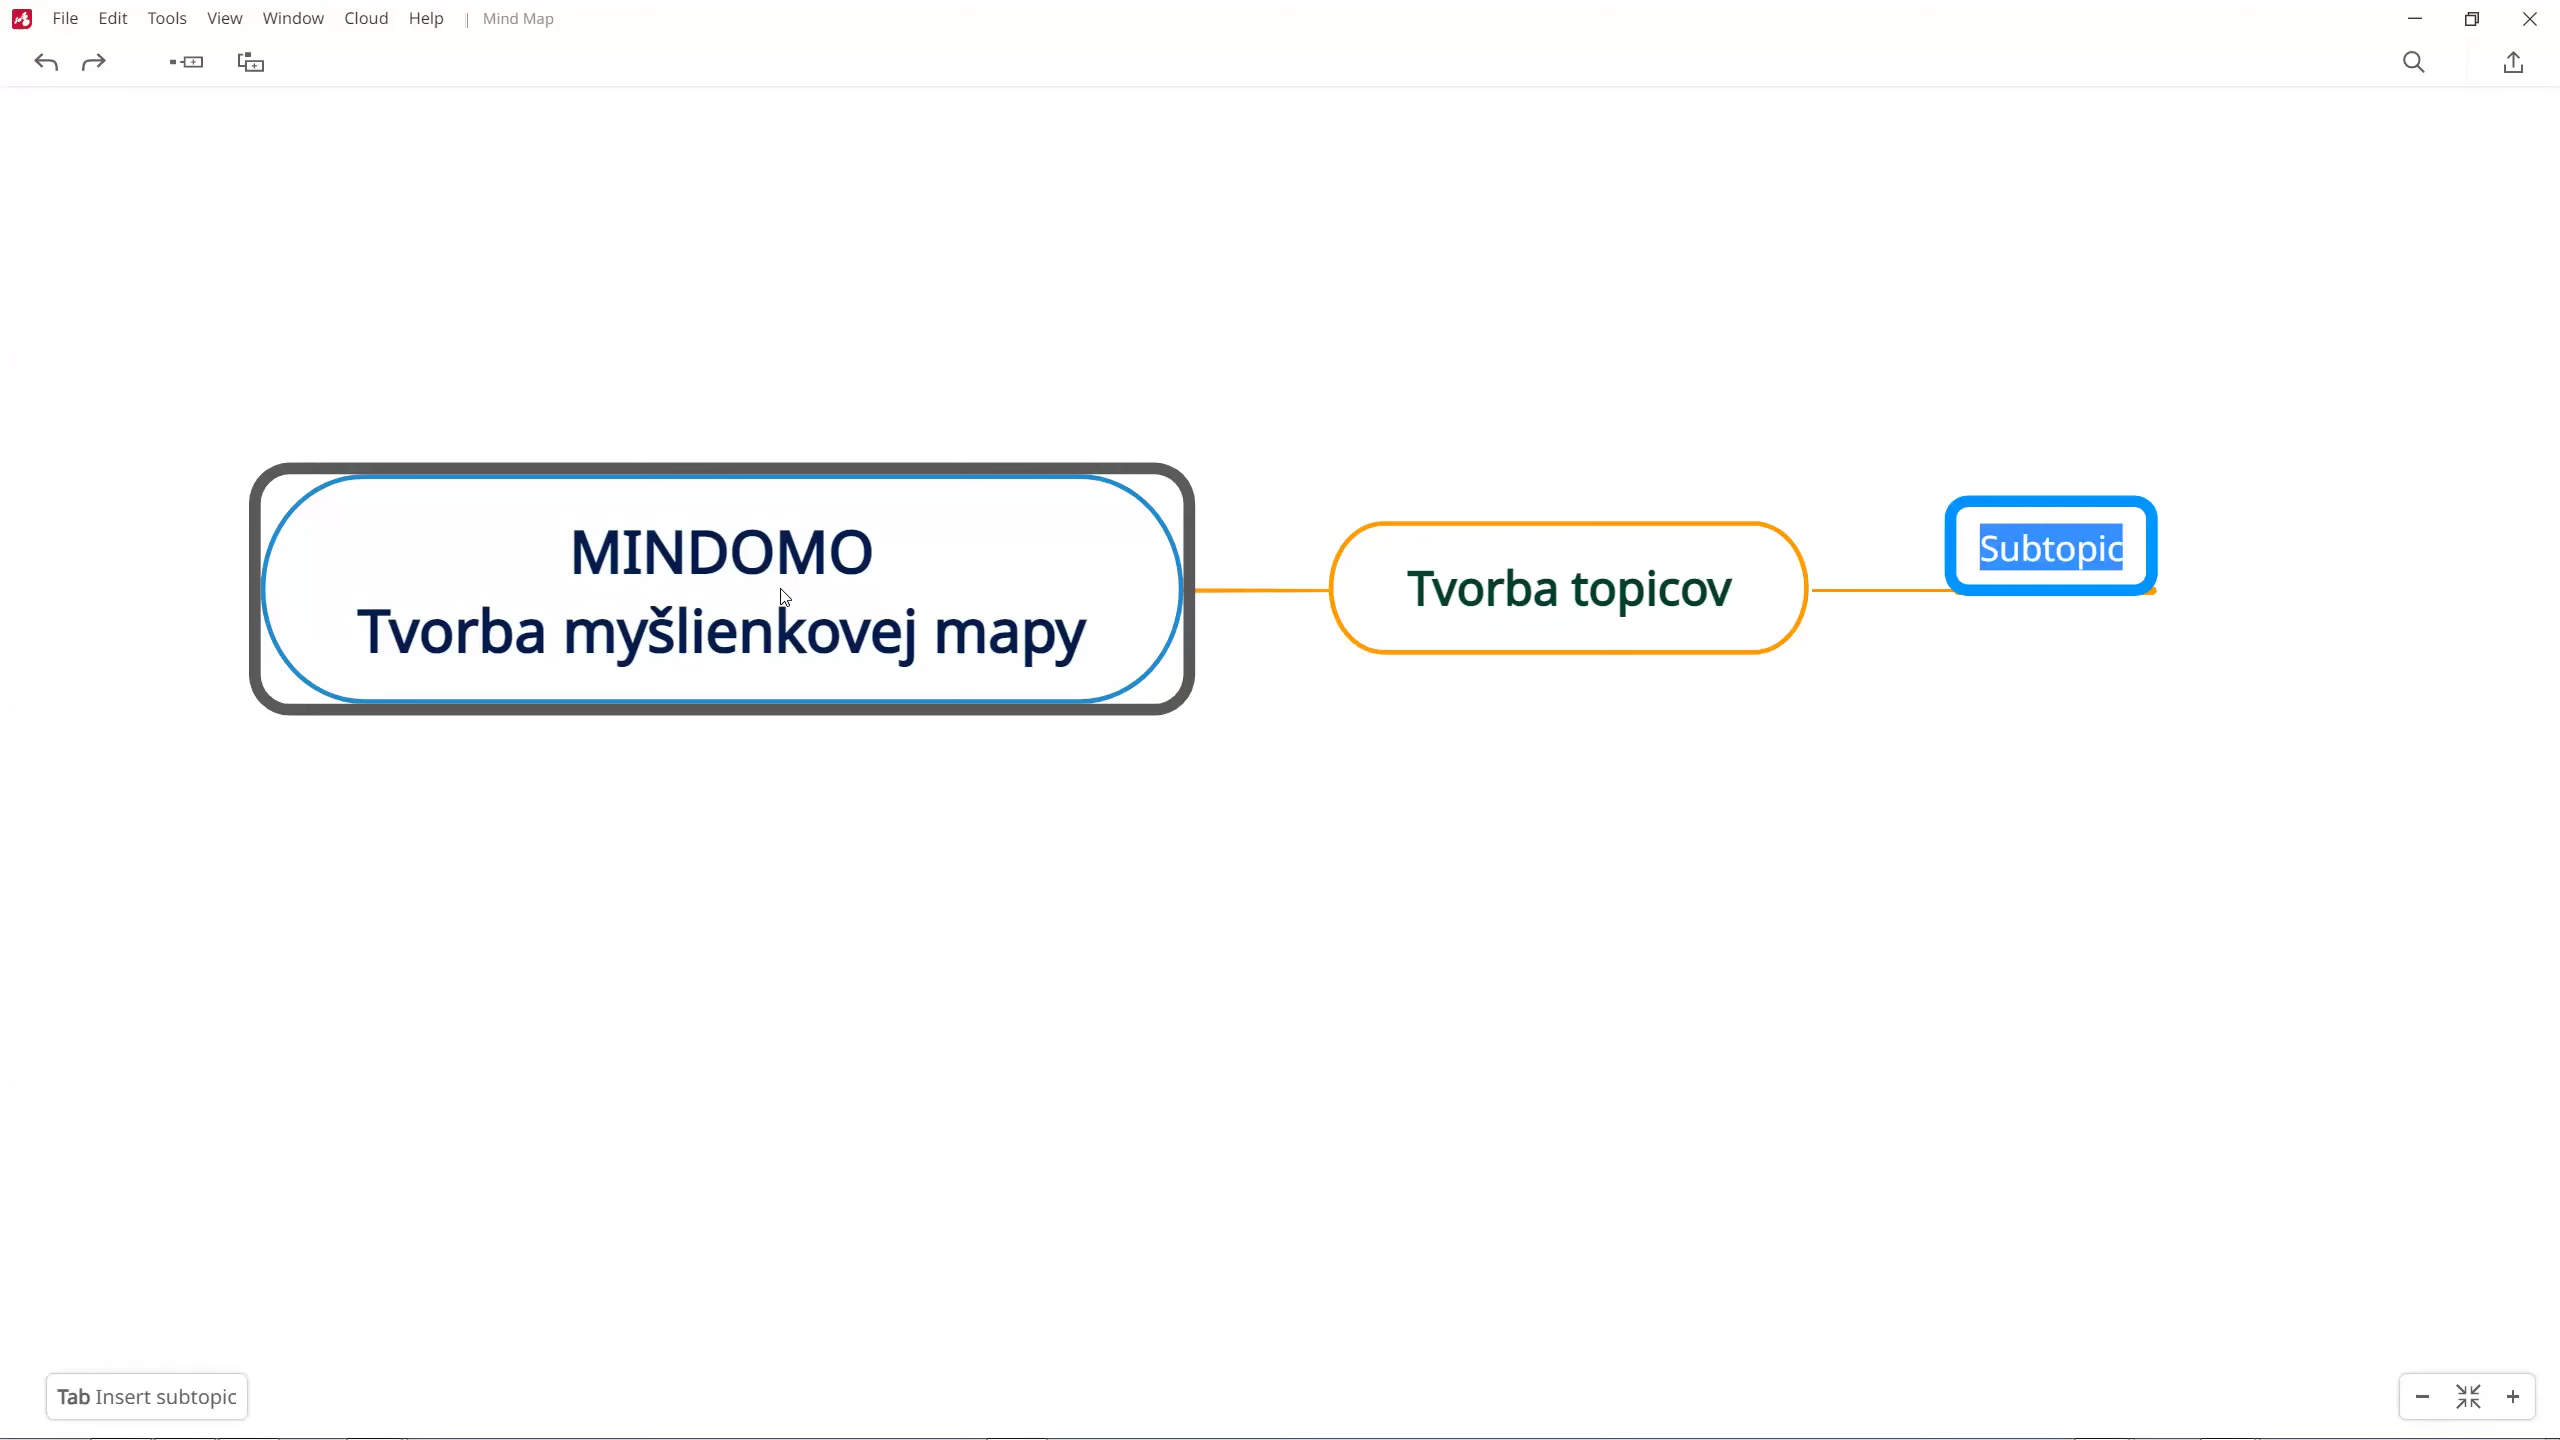 File Edit Tools View Window Cloud Help | Mind Map
MINDOMO
Tvorba myšlienkovej mapy
Tvorba topicov
Subtopic
Tab Insert subtopic